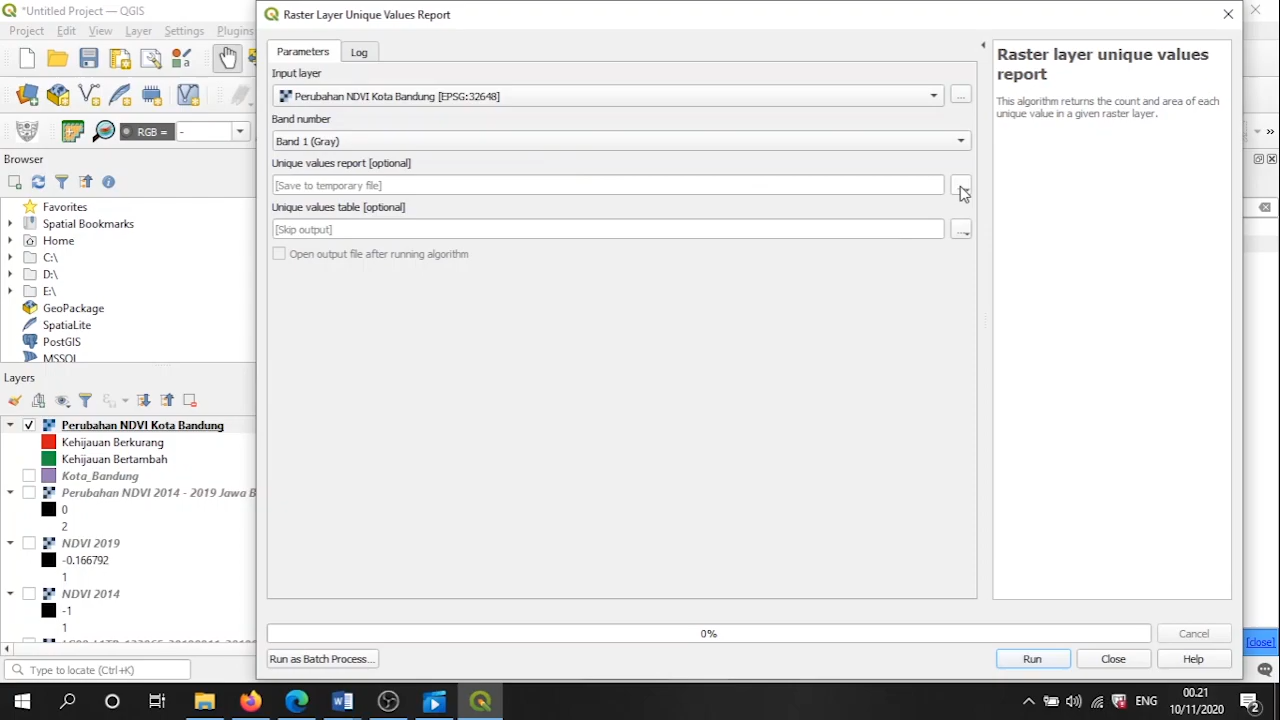 *Untitled Project — QGIS
Project Edit View Layer Settings Plugins
RGB = -
Browser
Favorites
Spatial Bookmarks
Home
C:\
D:\
E:\
GeoPackage
SpatiaLite
PostGIS
MSSQL
Layers
Perubahan NDVI Kota Bandung
Kehijauan Berkurang
Kehijauan Bertambah
Kota_Bandung
Perubahan NDVI 2014 - 2019 Jawa B
0
2
NDVI 2019
-0.166792
1
NDVI 2014
-1
1
Type to locate (Ctrl+K)
Raster Layer Unique Values Report
Parameters Log
Input layer
Perubahan NDVI Kota Bandung [EPSG:32648]
...
Band number
Band 1 (Gray)
Unique values report [optional]
[Save to temporary file]
Unique values table [optional]
[Skip output]
...
Open output file after running algorithm
0%
Cancel
Run as Batch Process...
Run Close Help
Raster layer unique values
report
This algorithm returns the count and area of each
unique value in a given raster layer.
»
[close]
ENG
00.21
10/11/2020
2